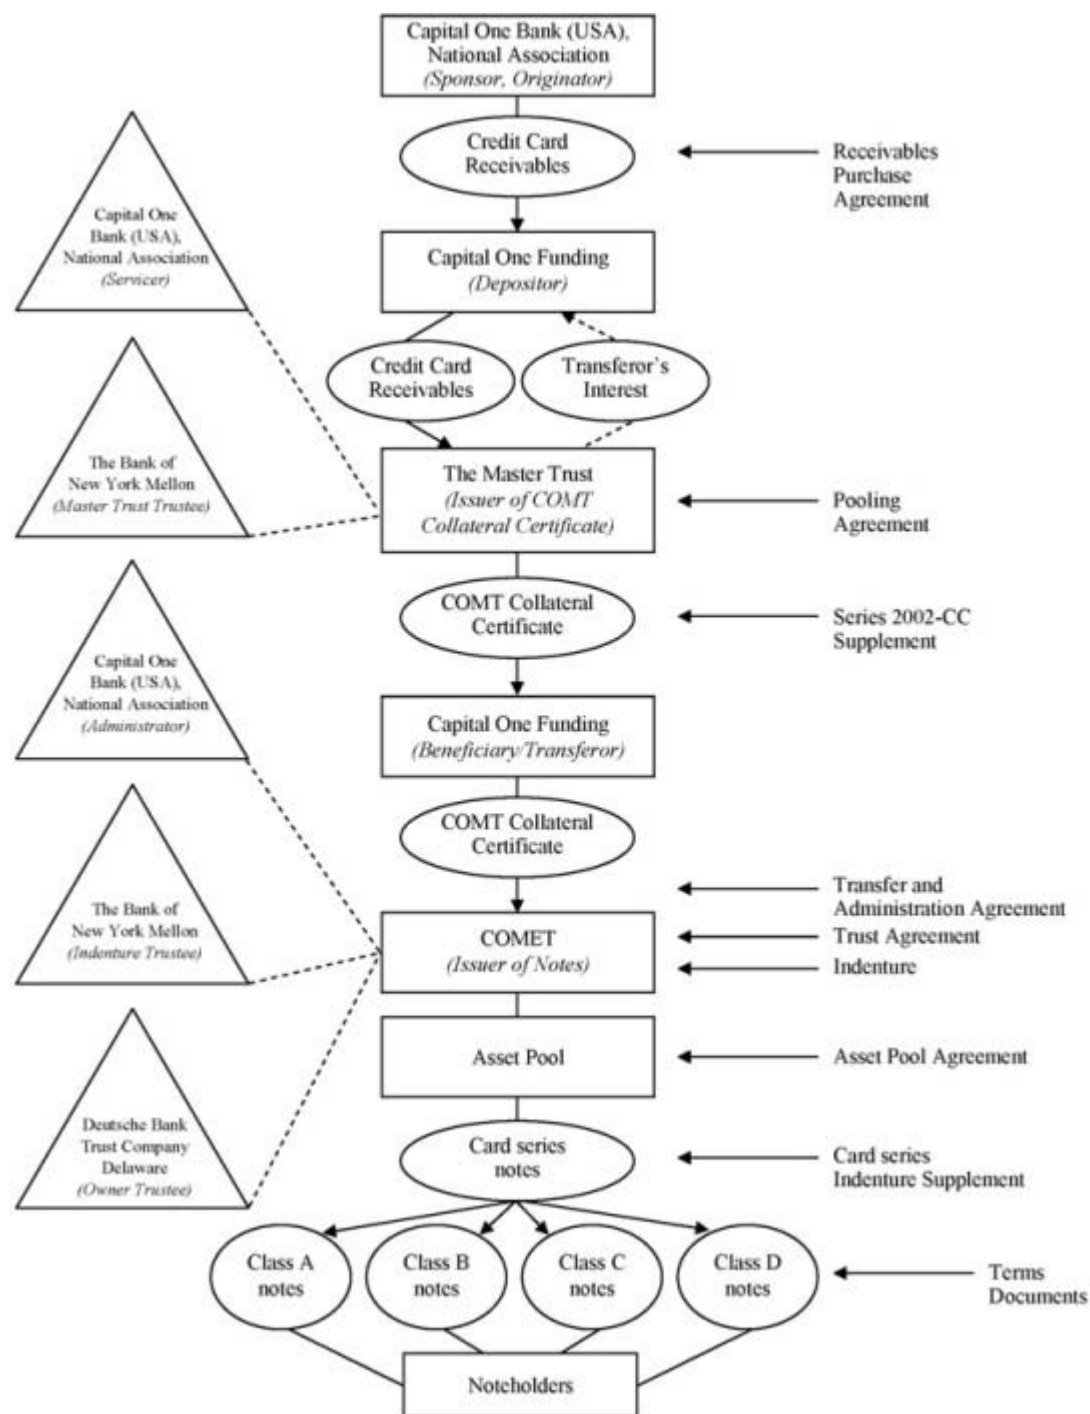 Capital One Bank (USA),
National Association
(Sponsor, Originator)
Credit Card
Receivables
Receivables
Purchase
Agreement
Capital One
Bank (USA),
National Association
(Servicer)
Capital One Funding
(Depositor)
Credit Card
Receivables
Transferor's
Interest
The Bank of
New York Mellon
(Master Trust Trustee)
The Master Trust
(Issuer of COMT
Collateral Certificate)
Pooling
Agreement
COMT Collateral
Certificate
Series 2002-CC
Supplement
Capital One
Bank (USA),
National Association
(Administrator)
Capital One Funding
(Beneficiary/Transferor)
COMT Collateral
Certificate
Transfer and
Administration Agreement
The Bank of
New York Mellon
(Indenture Trustee)
COMET
(Issuer of Notes)
Trust Agreement
Indenture
Asset Pool
Asset Pool Agreement
Deutsche Bank
Trust Company
Delaware
(Owner Trustee)
Card series
notes
Card series
Indenture Supplement
Class A
notes
Class B
notes
Class C
notes
Class D
notes
Terms
Documents
Noteholders